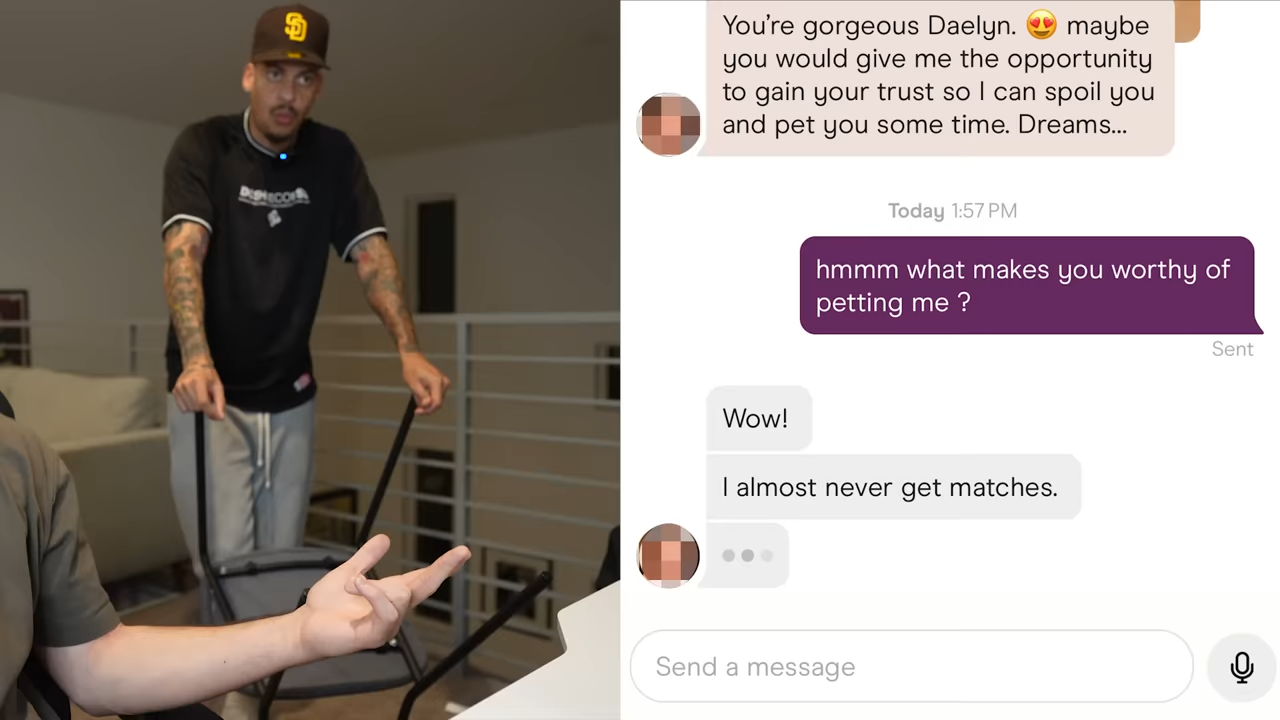 SD
You're gorgeous Daelyn. 😍 maybe
you would give me the opportunity
to gain your trust so I can spoil you
and pet you some time. Dreams...
Today 1:57 PM
hmmm what makes you worthy of
petting me ?
Sent
Wow!
I almost never get matches.
Send a message